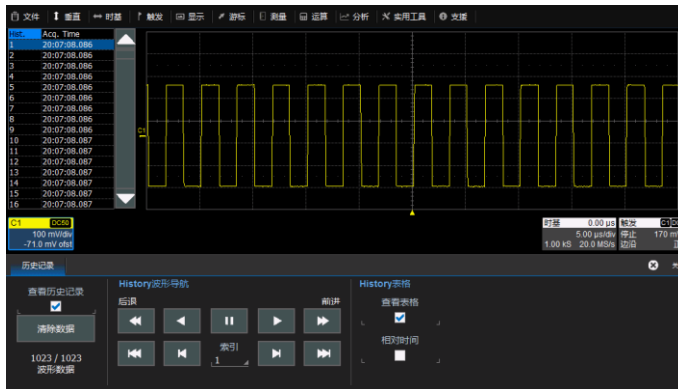 文件 垂直 时基 触发 显示 游标 测量 运算 分析 实用工具 支援
Hist. Acq. Time
1 20:07:08.086
2 20:07:08.086
3 20:07:08.086
4 20:07:08.086
5 20:07:08.086
6 20:07:08.086
7 20:07:08.086
8 20:07:08.086
9 20:07:08.086
10 20:07:08.087
11 20:07:08.087
12 20:07:08.087
13 20:07:08.087
14 20:07:08.087
15 20:07:08.087
16 20:07:08.087
C1
C1 DC50
100 mV/div
-71.0 mV ofst
时基 0.00 µs
5.00 µs/div
1.00 kS 20.0 MS/s
触发 C1
停止 170 m
边沿
历史记录
查看历史记录
清除数据
1023 / 1023
波形数据
History波形导航
后退 前进
索引
1
History表格
查看表格
相对时间